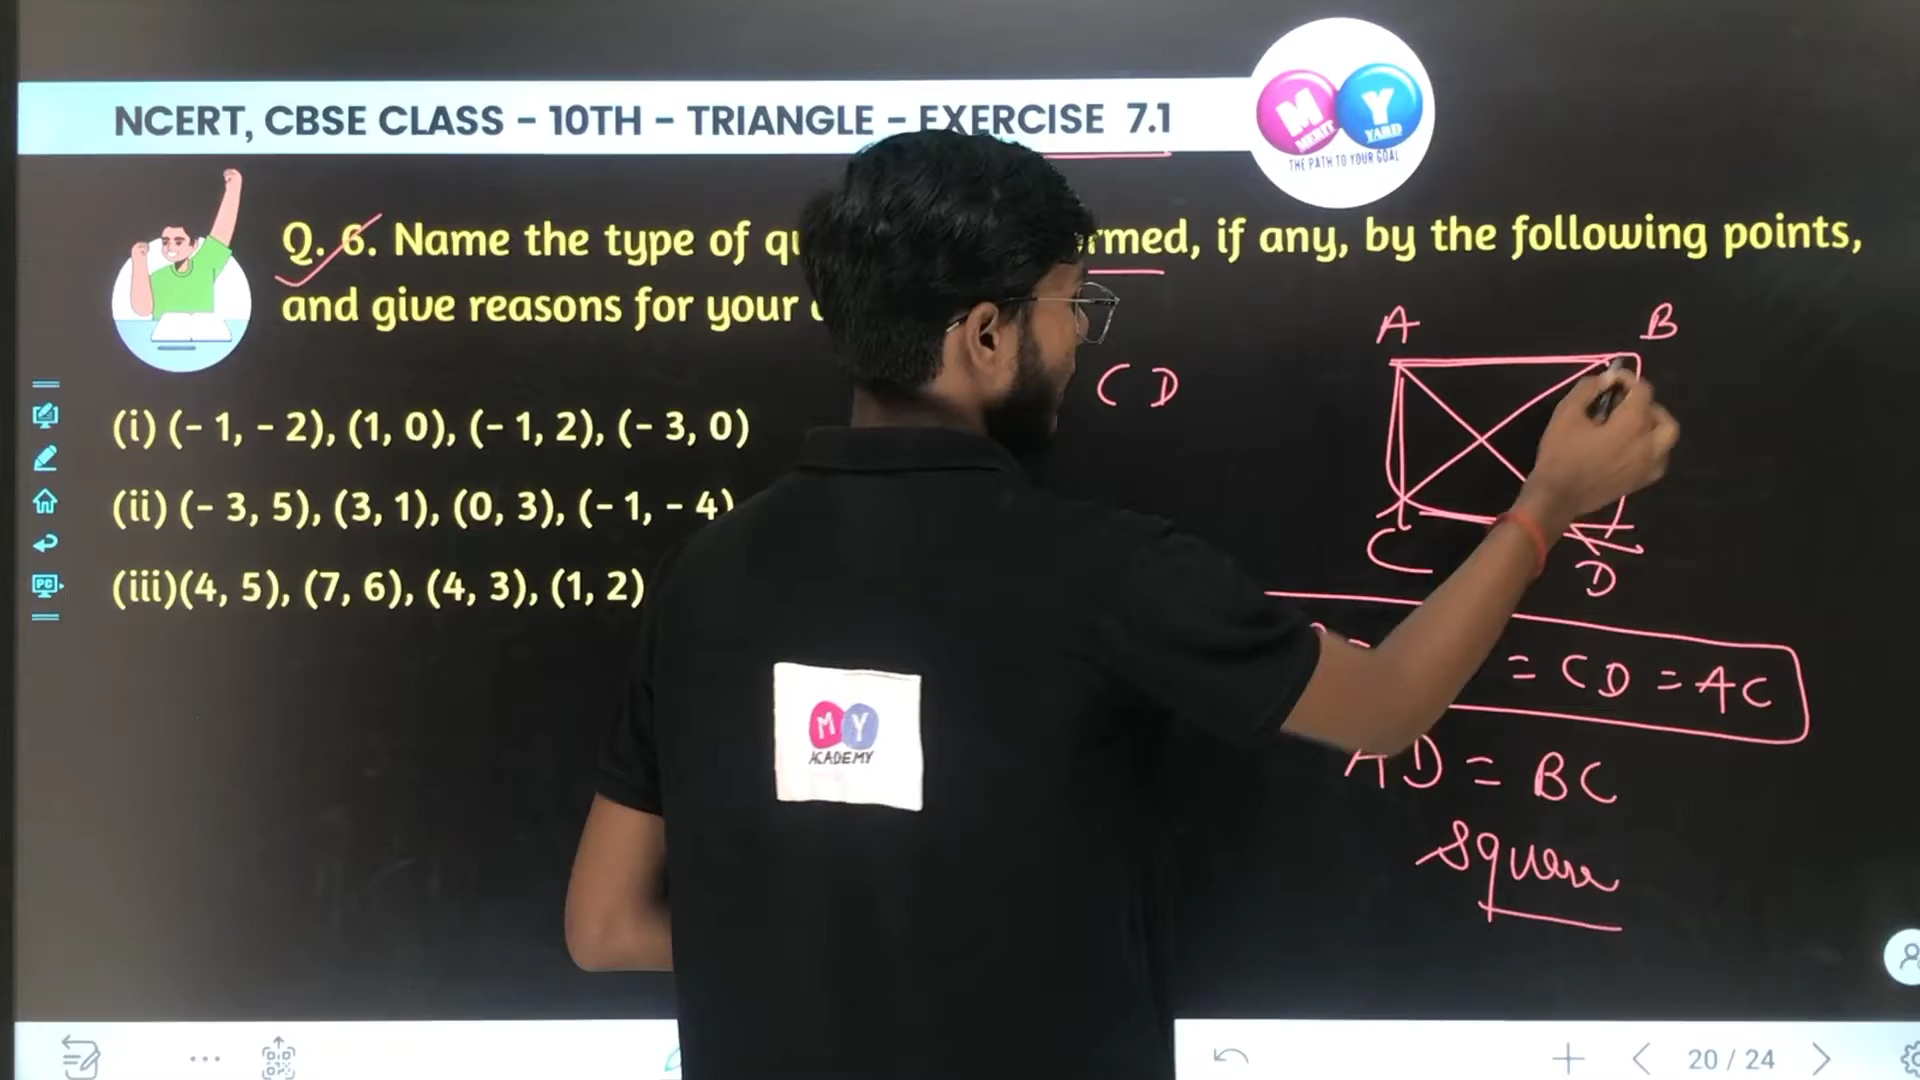 NCERT, CBSE CLASS - 10TH - TRIANGLE - EXERCISE 7.1
M Y
MERIT YARD
THE PATH TO YOUR GOAL
Q. 6. Name the type of qu rmed, if any, by the following points,
and give reasons for your
A B
C D
(i) (- 1, - 2), (1, 0), (- 1, 2), (- 3, 0)
(ii) (- 3, 5), (3, 1), (0, 3), (- 1, - 4)
(iii)(4, 5), (7, 6), (4, 3), (1, 2)
C D
= CD = AC
AD = BC
Square
M Y
ACADEMY
PC
20 / 24